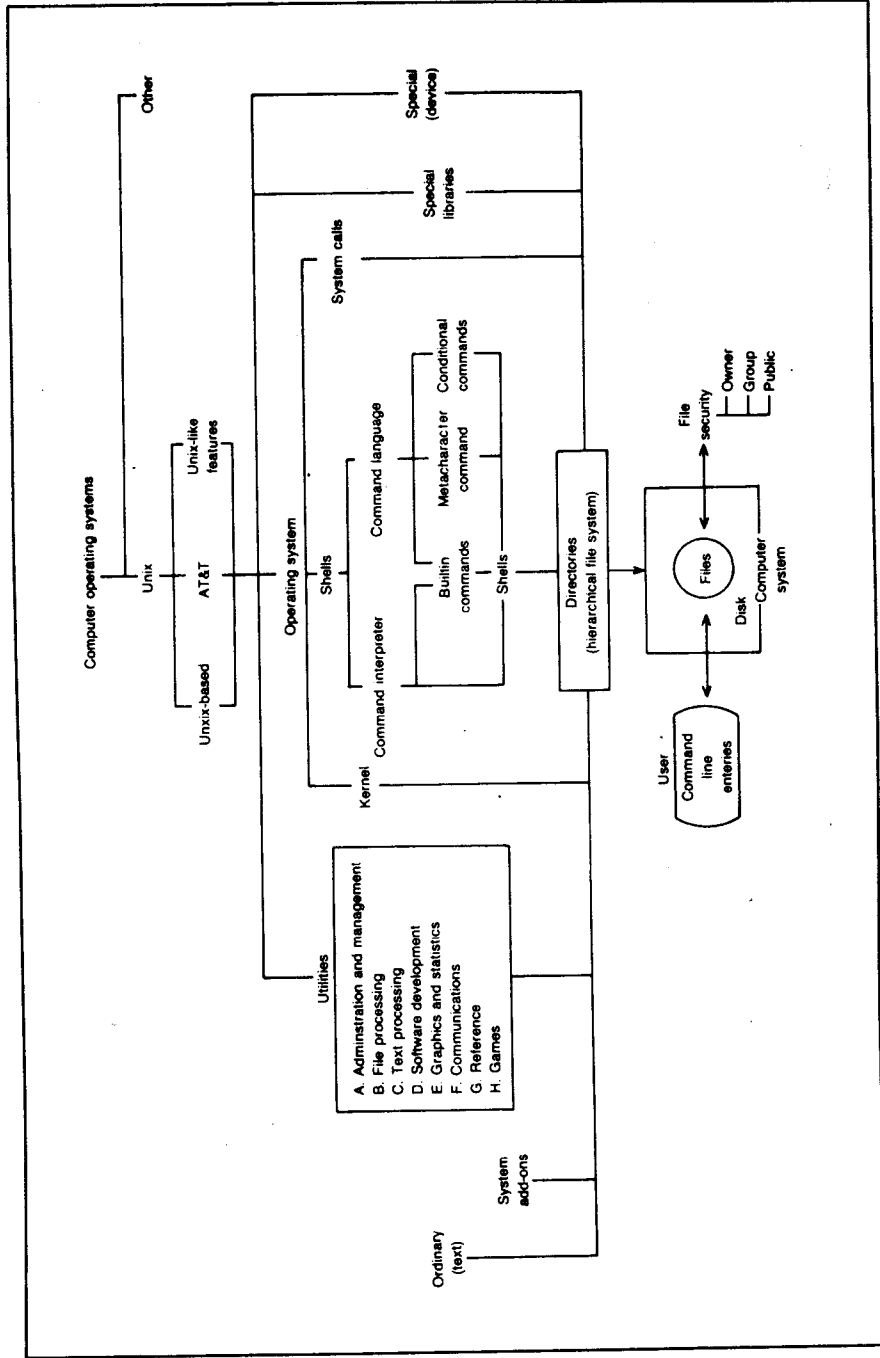 Computer operating systems
Unix
Other
Unxix-based
AT&T
Unix-like
features
Utilities
A. Adminstration and management
B. File processing
C. Text processing
D. Software development
E. Graphics and statistics
F. Communications
G. Reference
H. Games
Operating system
Kernel
Shells
System calls
Command interpreter
Command language
Builtin
commands
Metacharacter
command
Conditional
commands
Shells
Special
libraries
Special
(device)
Ordinary
(text)
System
add-ons
Directories
(hierarchical file system)
User
Command
line
enteries
Files
Disk
Computer
system
File
security
Owner
Group
Public